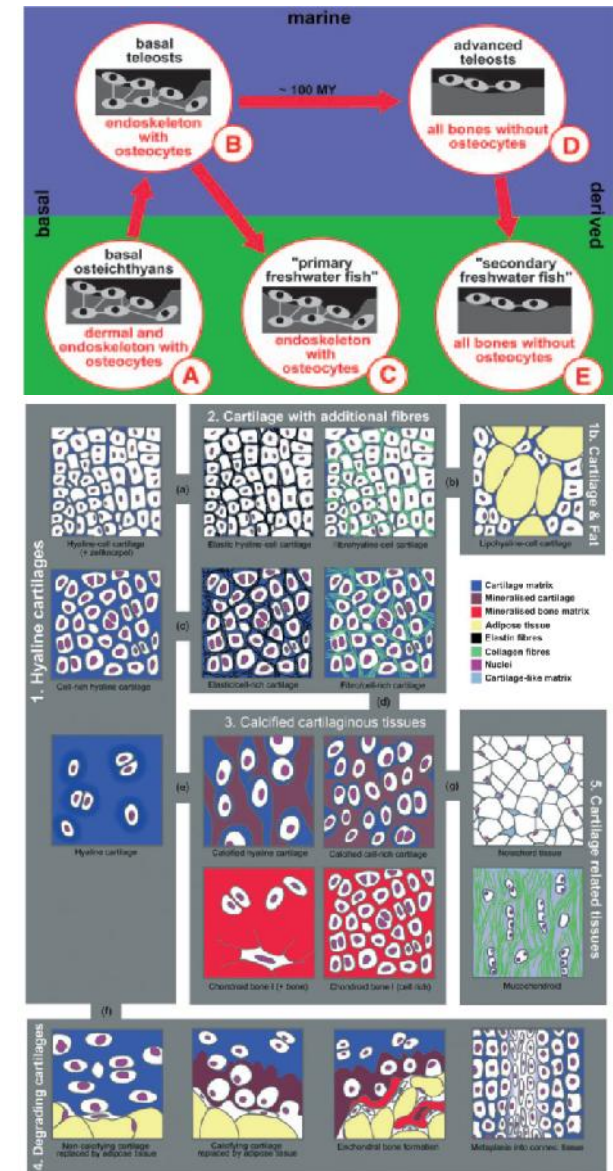 marine
basal
teleosts
endoskeleton
with
osteocytes
B
~ 100 MY
advanced
teleosts
all bones without
osteocytes
D
basal
derived
basal
osteichthyans
dermal and
endoskeleton with
osteocytes
A
"primary
freshwater fish"
endoskeleton
with
osteocytes
C
"secondary
freshwater fish"
all bones without
osteocytes
E
1. Hyaline cartilages
2. Cartilage with additional fibres
1b. Cartilage & Fat
(a)
(b)
Hyaline-cell cartilage
(+ zellknorpel)
Elastic hyaline-cell cartilage
Fibrohyaline-cell cartilage
Lipohyaline-cell cartilage
(c)
Cell-rich hyaline cartilage
Elastic/cell-rich cartilage
Fibro/cell-rich cartilage
Cartilage matrix
Mineralised cartilage
Mineralised bone matrix
Adipose tissue
Elastin fibres
Collagen fibres
Nuclei
Cartilage-like matrix
(d)
3. Calcified cartilaginous tissues
(e)
(g)
Hyaline cartilage
Calcified hyaline cartilage
Calcified cell-rich cartilage
Notochord tissue
5. Cartilage related tissues
Chondroid bone I (+ bone)
Chondroid bone I (cell rich)
Mucochondroid
(f)
4. Degrading cartilages
Non-calcifying cartilage
replaced by adipose tissue
Calcifying cartilage
replaced by adipose tissue
Enchondral bone formation
Metaplasia into connec. tissue